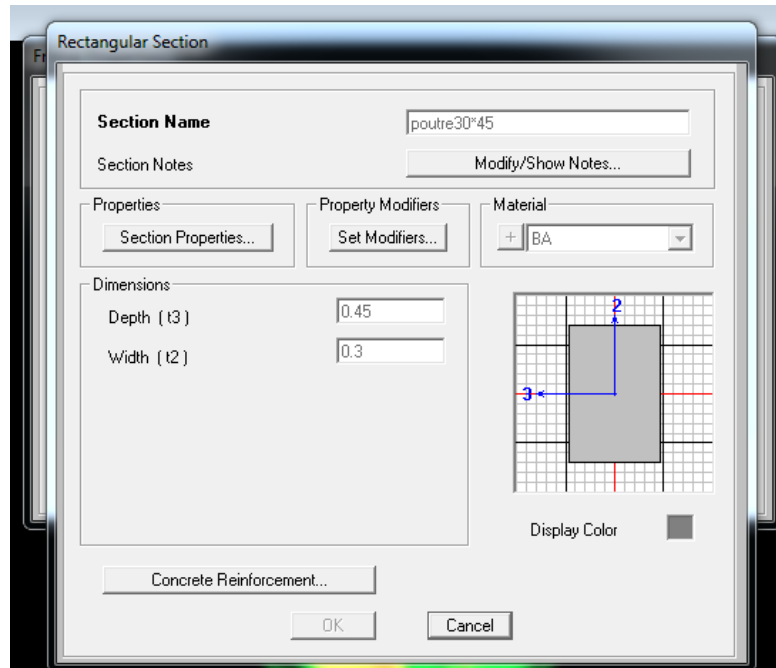 Rectangular Section
Fr
Section Name
poutre30*45
Section Notes
Modify/Show Notes...
Properties
Property Modifiers
Material
Section Properties...
Set Modifiers...
+
BA
Dimensions
Depth ( t3 )
0.45
Width ( t2 )
0.3
2
3
Display Color
Concrete Reinforcement...
OK
Cancel